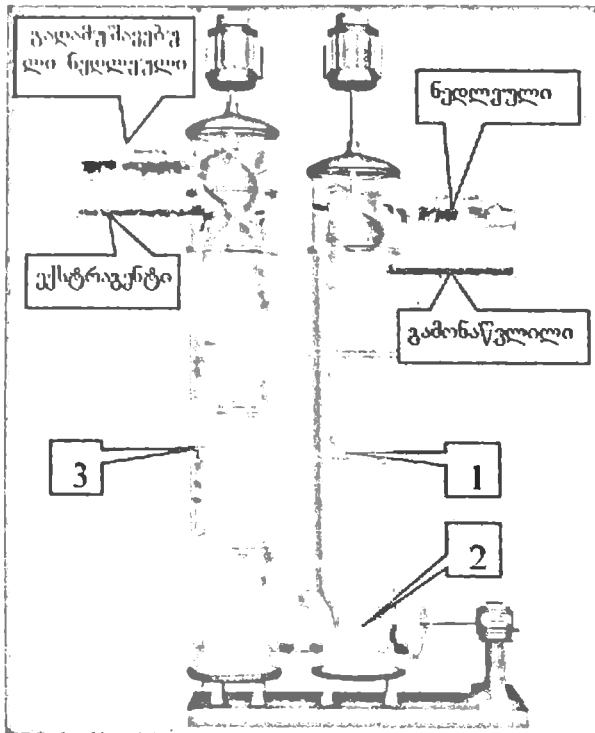 გადამუშავებუ
ლი ნედლეული
ნედლეული
ექსტრაგენტი
გამონაწვლილი
3
1
2